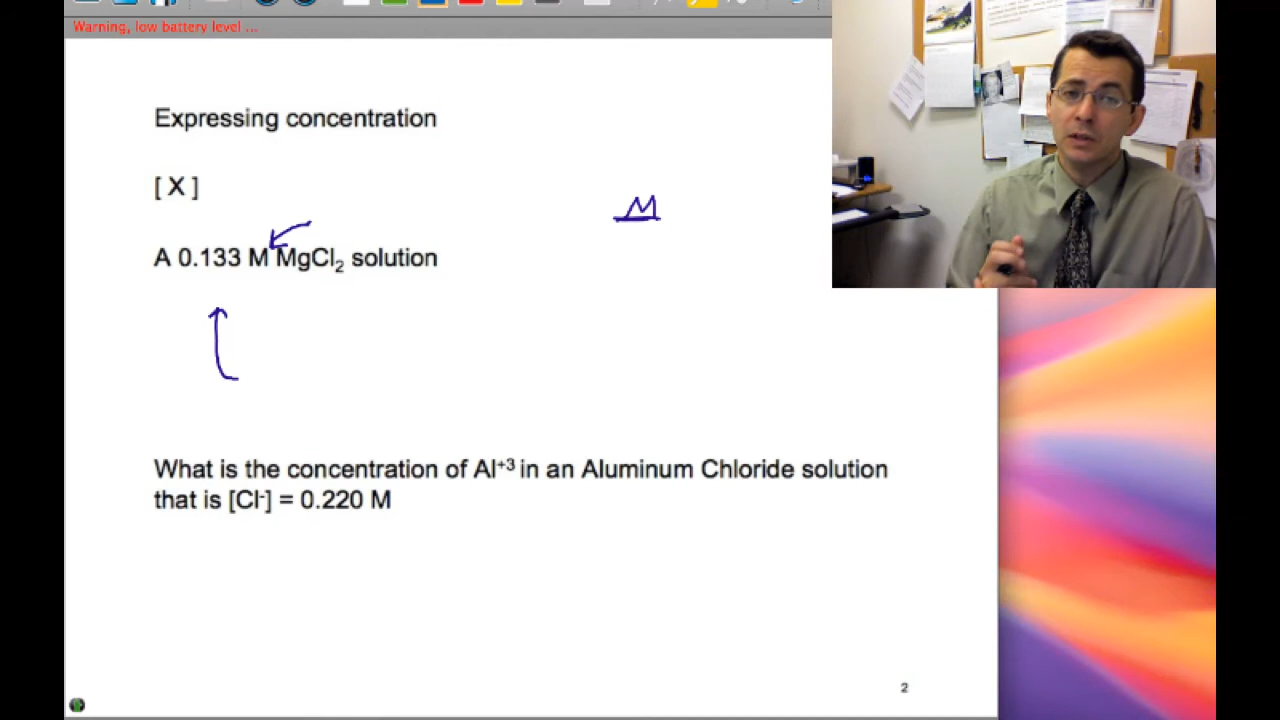 Warning, low battery level ...
Expressing concentration
[ X ]
M
A 0.133 M MgCl₂ solution
What is the concentration of Al⁺³ in an Aluminum Chloride solution
that is [Cl⁻] = 0.220 M
2